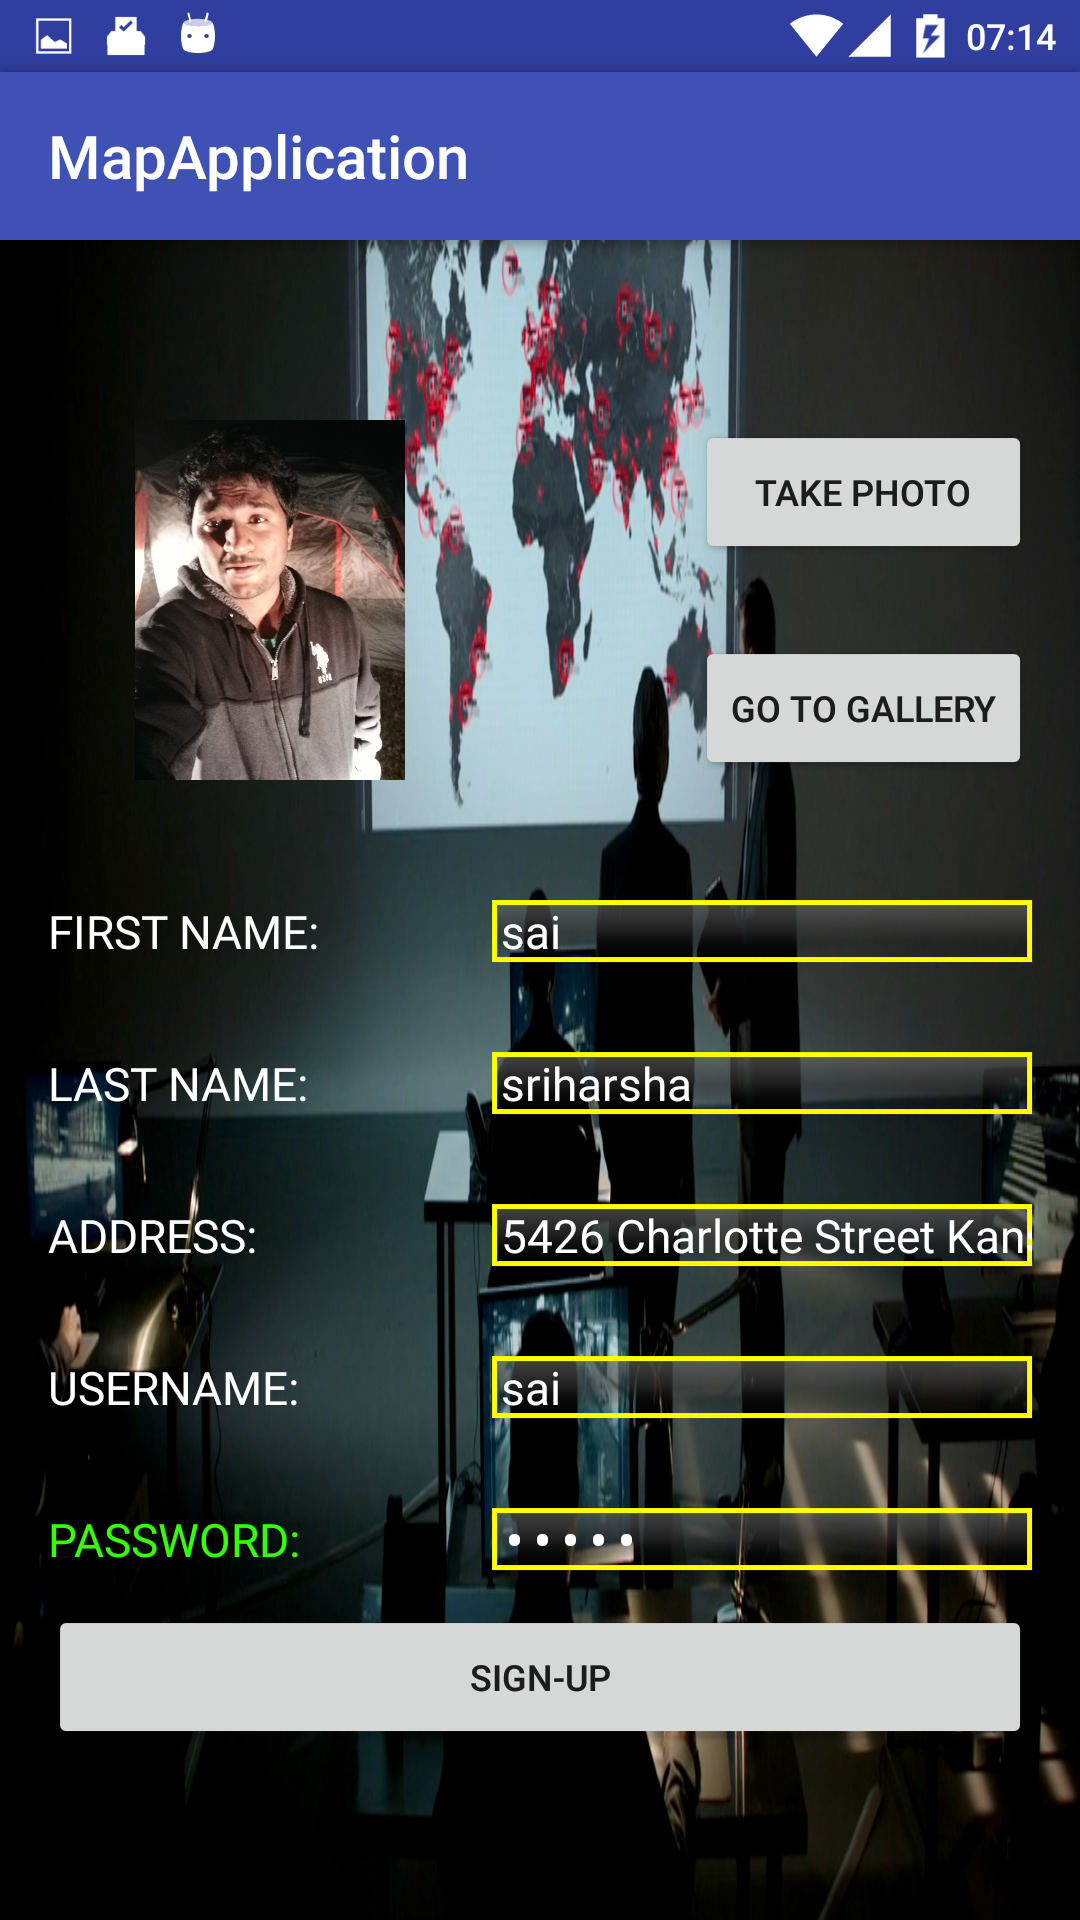 07:14
MapApplication
TAKE PHOTO
GO TO GALLERY
FIRST NAME: sai
LAST NAME: sriharsha
ADDRESS: 5426 Charlotte Street Kan
USERNAME: sai
PASSWORD: •••••
SIGN-UP